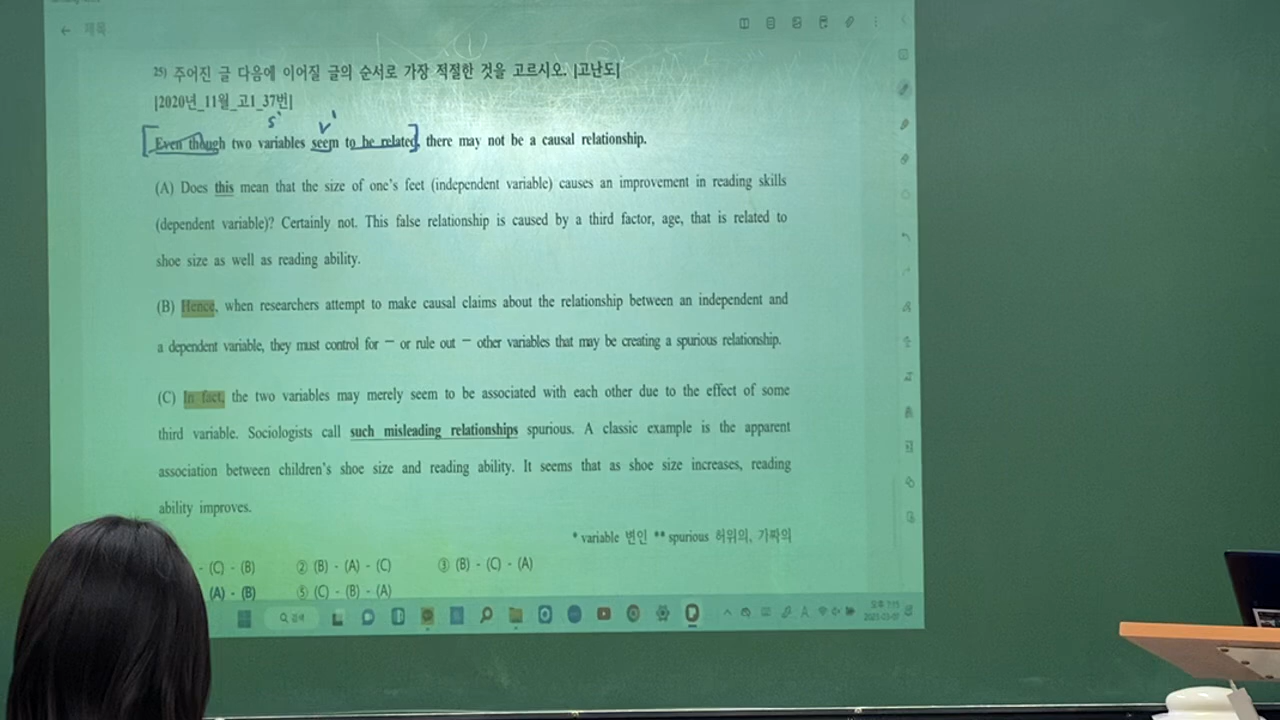 ← 제목
25) 주어진 글 다음에 이어질 글의 순서로 가장 적절한 것을 고르시오. |고난도|
|2020년_11월_고1_37번|
s' v'
Even though two variables seem to be related, there may not be a causal relationship.
(A) Does this mean that the size of one's feet (independent variable) causes an improvement in reading skills
(dependent variable)? Certainly not. This false relationship is caused by a third factor, age, that is related to
shoe size as well as reading ability.
(B) Hence, when researchers attempt to make causal claims about the relationship between an independent and
a dependent variable, they must control for ─ or rule out ─ other variables that may be creating a spurious relationship.
(C) In fact, the two variables may merely seem to be associated with each other due to the effect of some
third variable. Sociologists call such misleading relationships spurious. A classic example is the apparent
association between children's shoe size and reading ability. It seems that as shoe size increases, reading
ability improves.
* variable 변인 ** spurious 허위의, 가짜의
- (C) - (B) ② (B) - (A) - (C) ③ (B) - (C) - (A)
(A) - (B) ⑤ (C) - (B) - (A)
검색
A
오후 7:15